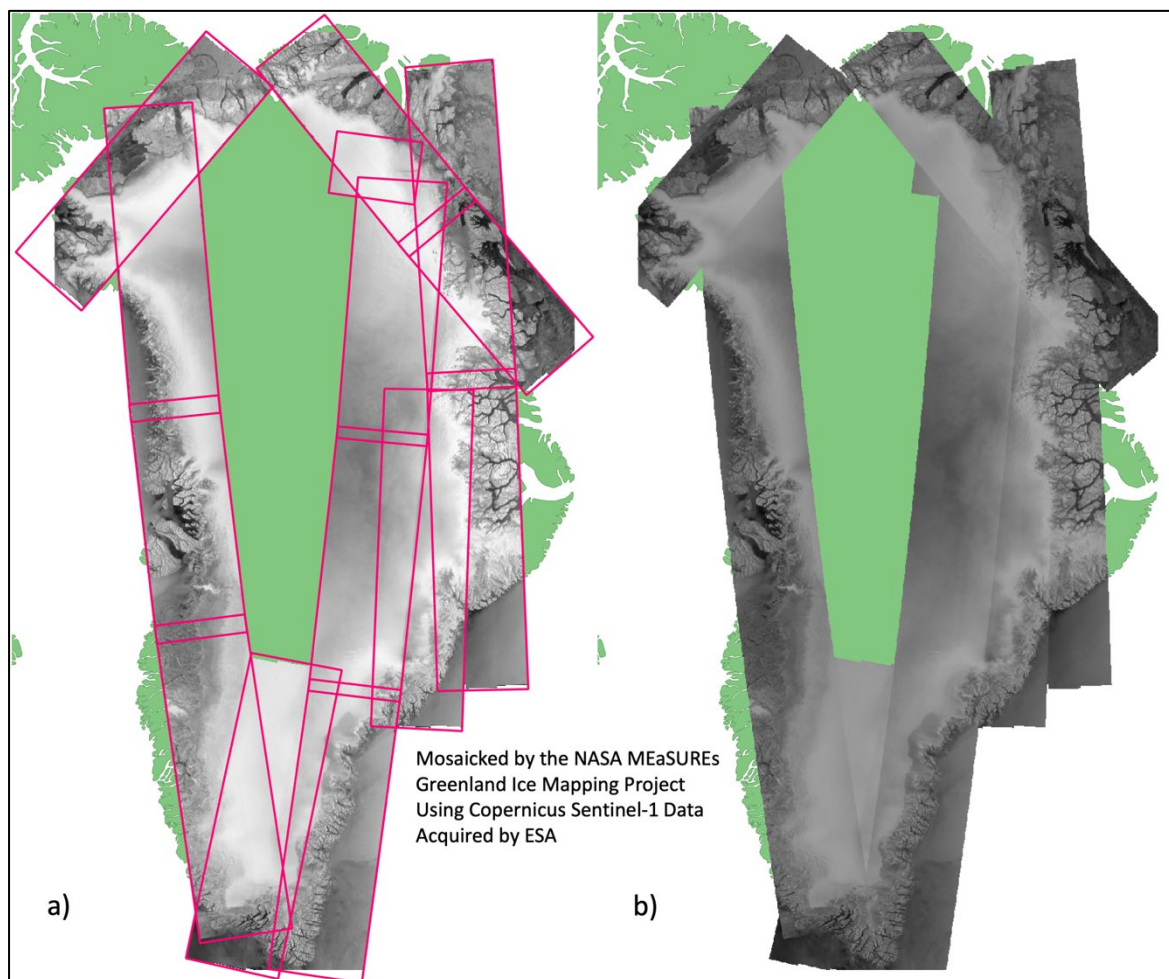 Mosaicked by the NASA MEaSUREs
Greenland Ice Mapping Project
Using Copernicus Sentinel-1 Data
Acquired by ESA
a)
b)